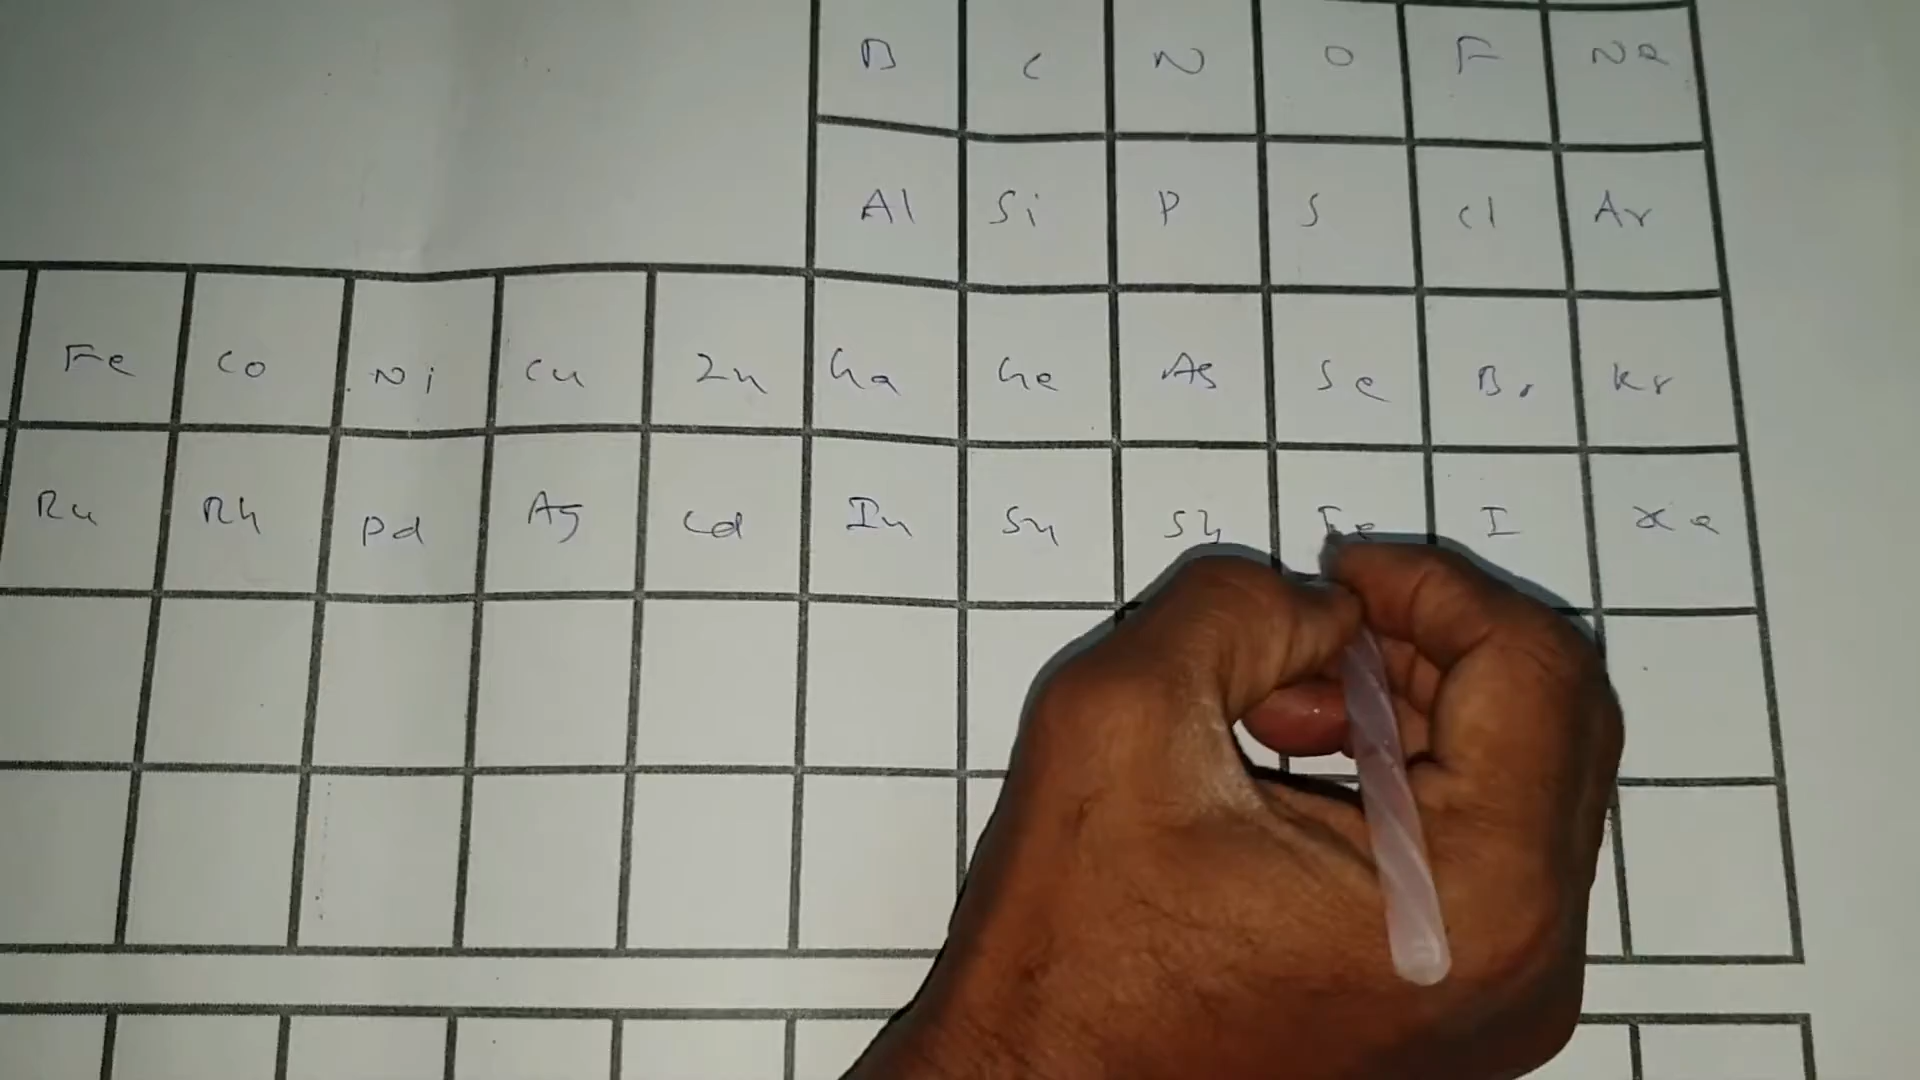 B C N O F Ne
Al Si P S Cl Ar
Fe Co Ni Cu Zn Ga Ge As Se Br Kr
Ru Rh Pd Ag Cd In Sn Sb Te I Xe